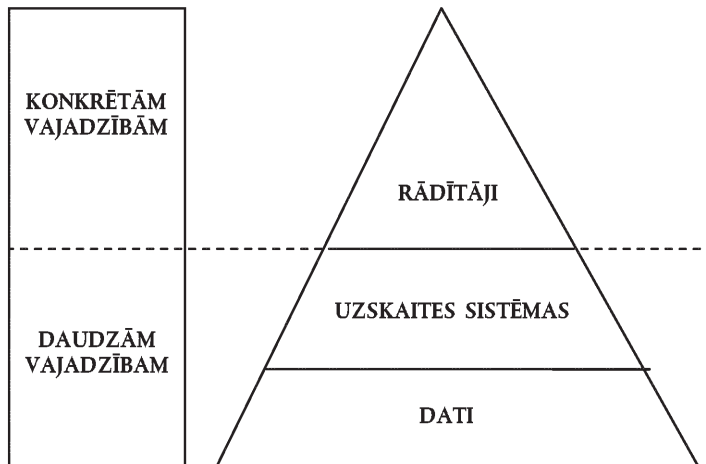 KONKRĒTĀM
VAJADZĪBĀM
RĀDĪTĀJI
UZSKAITES SISTĒMAS
DAUDZĀM
VAJADZĪBAM
DATI